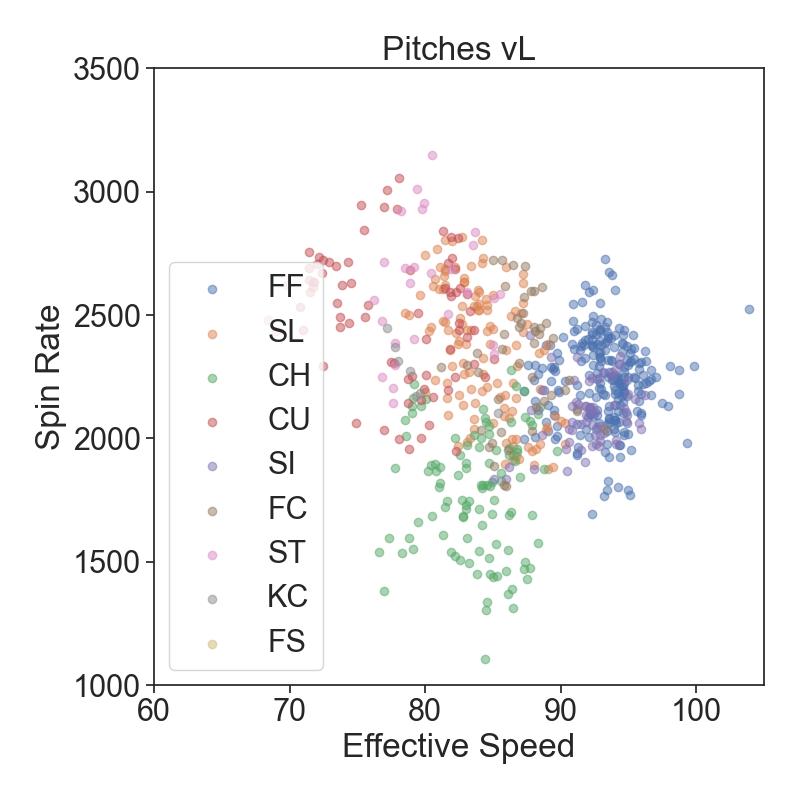 Pitches vL
3500
3000
2500
2000
1500
1000
Spin Rate
FF
SL
CH
CU
SI
FC
ST
KC
FS
60 70 80 90 100
Effective Speed